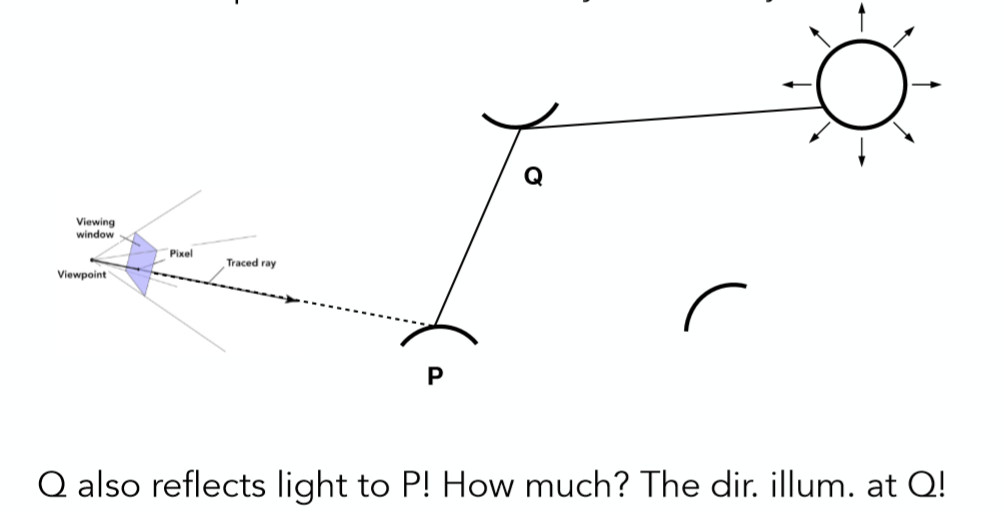 Q
Viewing
window
Pixel
Traced ray
Viewpoint
P
Q also reflects light to P! How much? The dir. illum. at Q!